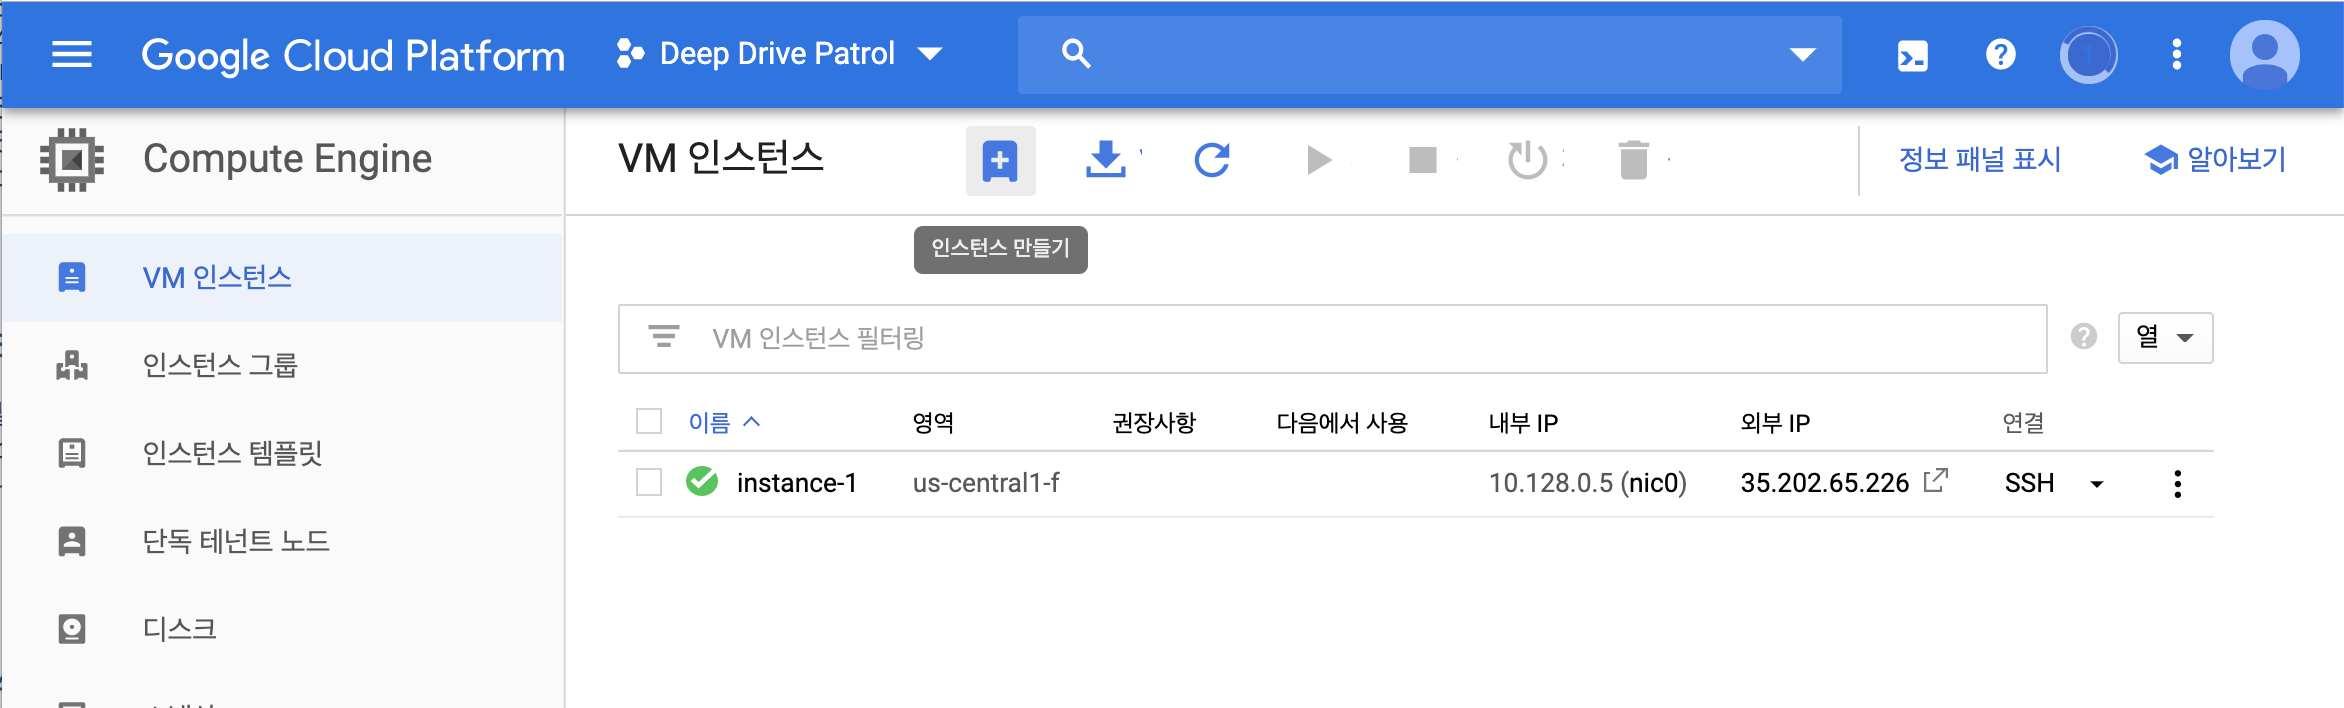 Google Cloud Platform
Deep Drive Patrol
1
Compute Engine
VM 인스턴스
정보 패널 표시
알아보기
인스턴스 만들기
VM 인스턴스
인스턴스 그룹
인스턴스 템플릿
단독 테넌트 노드
디스크
VM 인스턴스 필터링
열
이름 영역 권장사항 다음에서 사용 내부 IP 외부 IP 연결
instance-1 us-central1-f 10.128.0.5 (nic0) 35.202.65.226 SSH